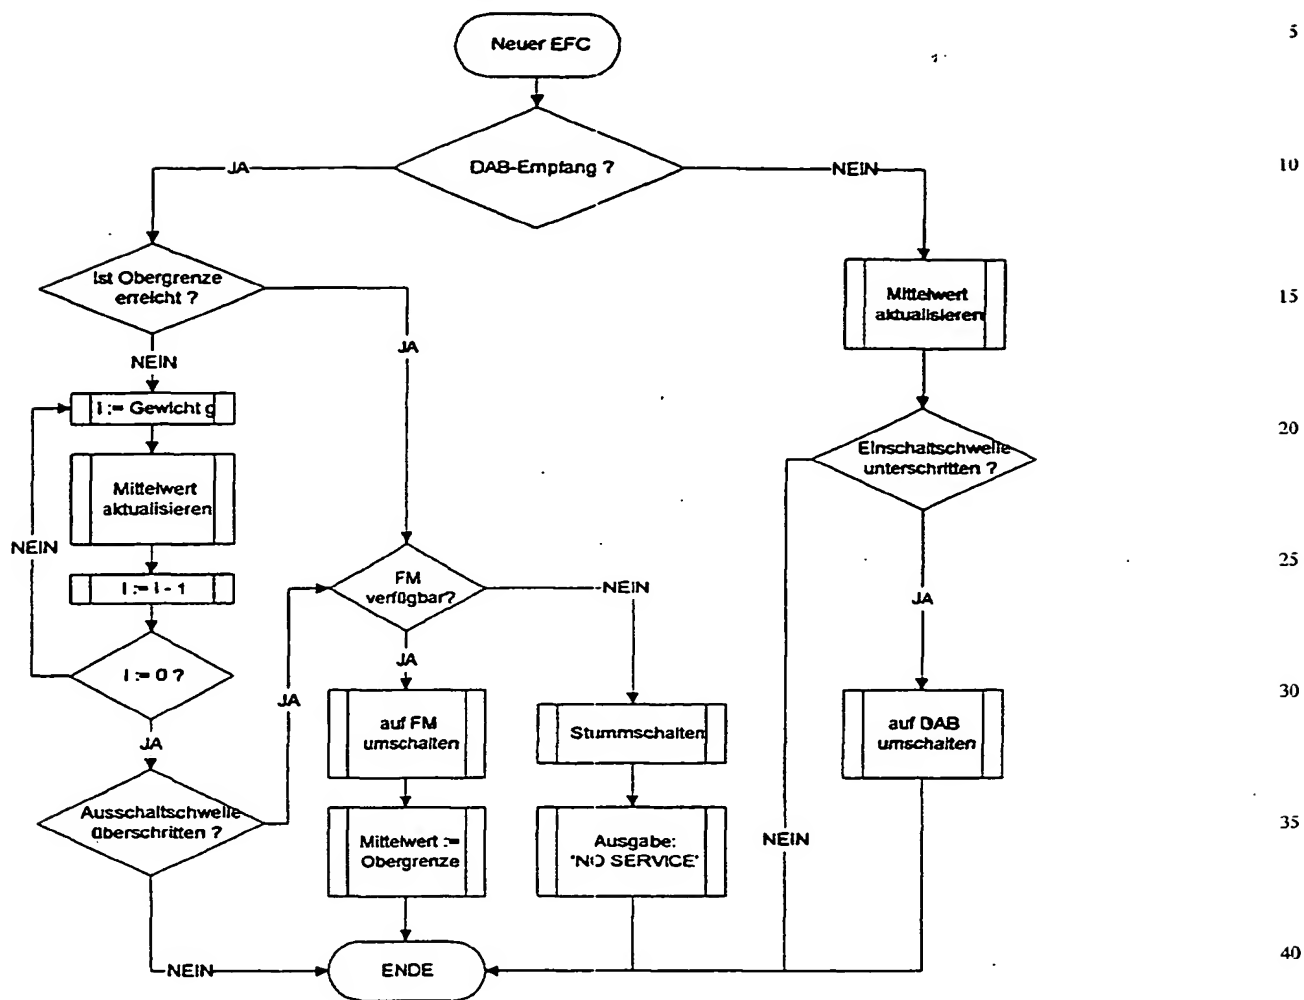 Neuer EFC
5
DAB-Empfang ?
JA
NEIN
10
Ist Obergrenze
erreicht ?
Mittelwert
aktualisieren
15
JA
NEIN
I := Gewicht g
20
Einschaltschwelle
unterschritten ?
Mittelwert
aktualisieren
NEIN
25
FM
verfügbar?
NEIN
I := I - 1
JA
JA
I := 0 ?
JA
30
auf FM
umschalten
Stummschalten
auf DAB
umschalten
JA
Ausschaltschwelle
überschritten ?
35
Mittelwert :=
Obergrenze
Ausgabe:
"NO SERVICE"
NEIN
NEIN
ENDE
40